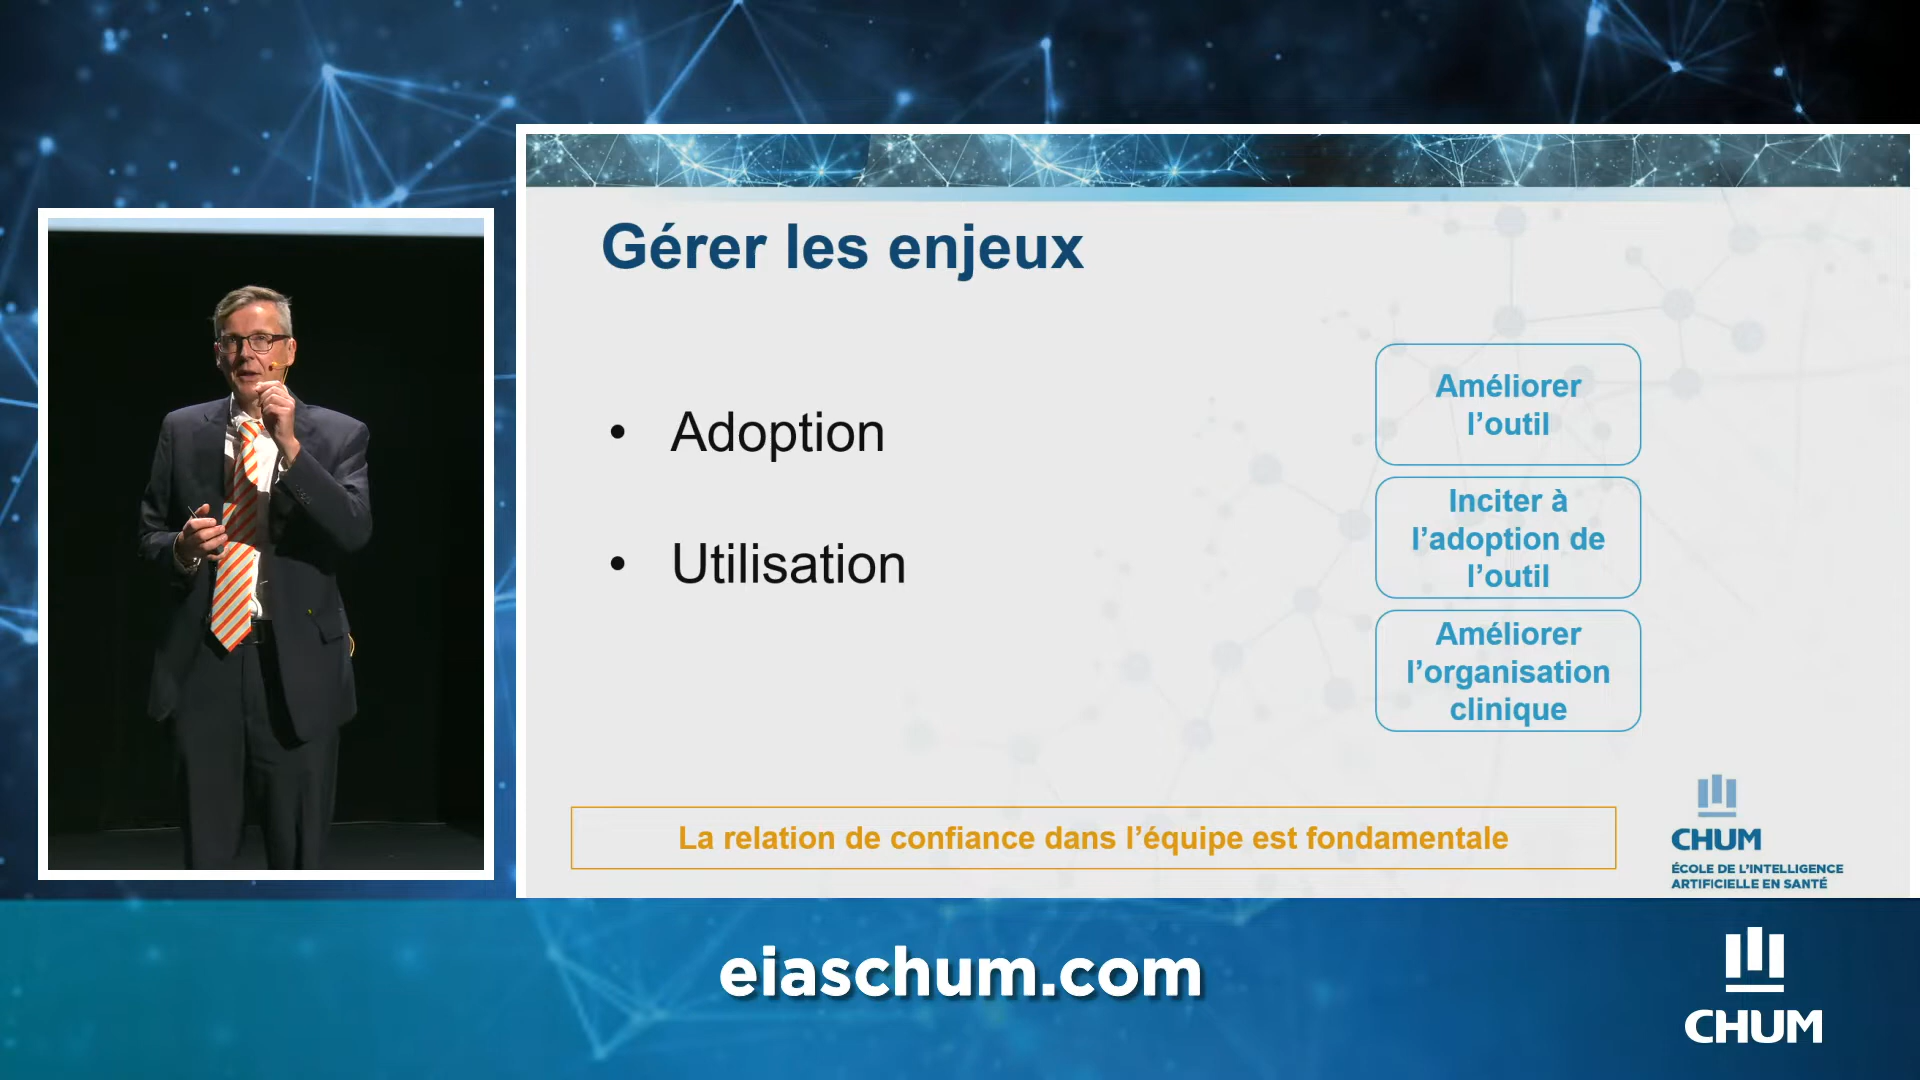 Gérer les enjeux
• Adoption
• Utilisation
Améliorer
l’outil
Inciter à
l’adoption de
l’outil
Améliorer
l’organisation
clinique
La relation de confiance dans l’équipe est fondamentale
CHUM
ÉCOLE DE L’INTELLIGENCE
ARTIFICIELLE EN SANTÉ
eiaschum.com
CHUM